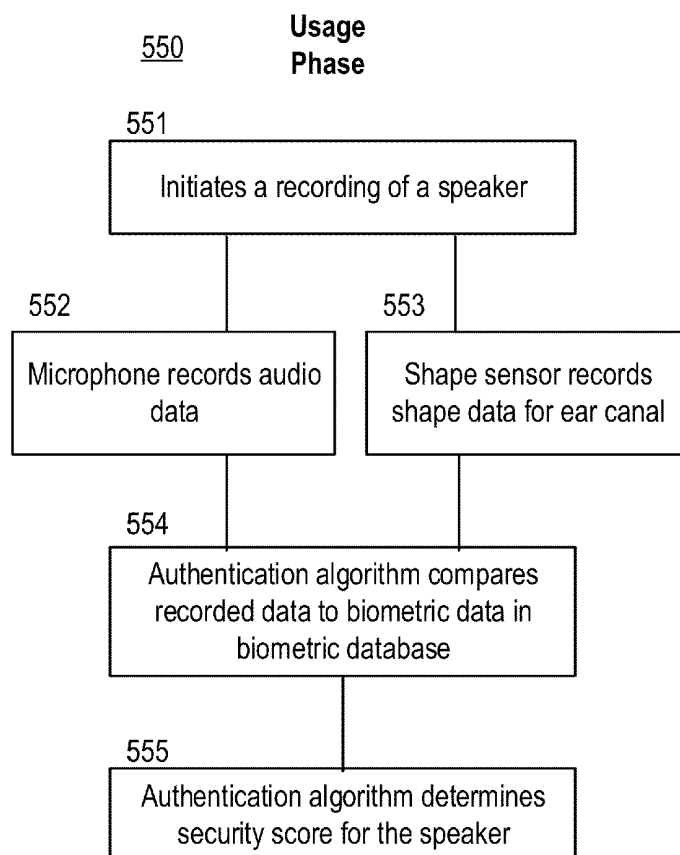 550
Usage
Phase
551
Initiates a recording of a speaker
552
553
Microphone records audio
data
Shape sensor records
shape data for ear canal
554
Authentication algorithm compares
recorded data to biometric data in
biometric database
555
Authentication algorithm determines
security score for the speaker